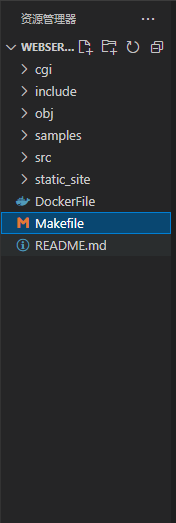 资源管理器
WEBSER...
cgi
include
obj
samples
src
static_site
DockerFile
Makefile
README.md